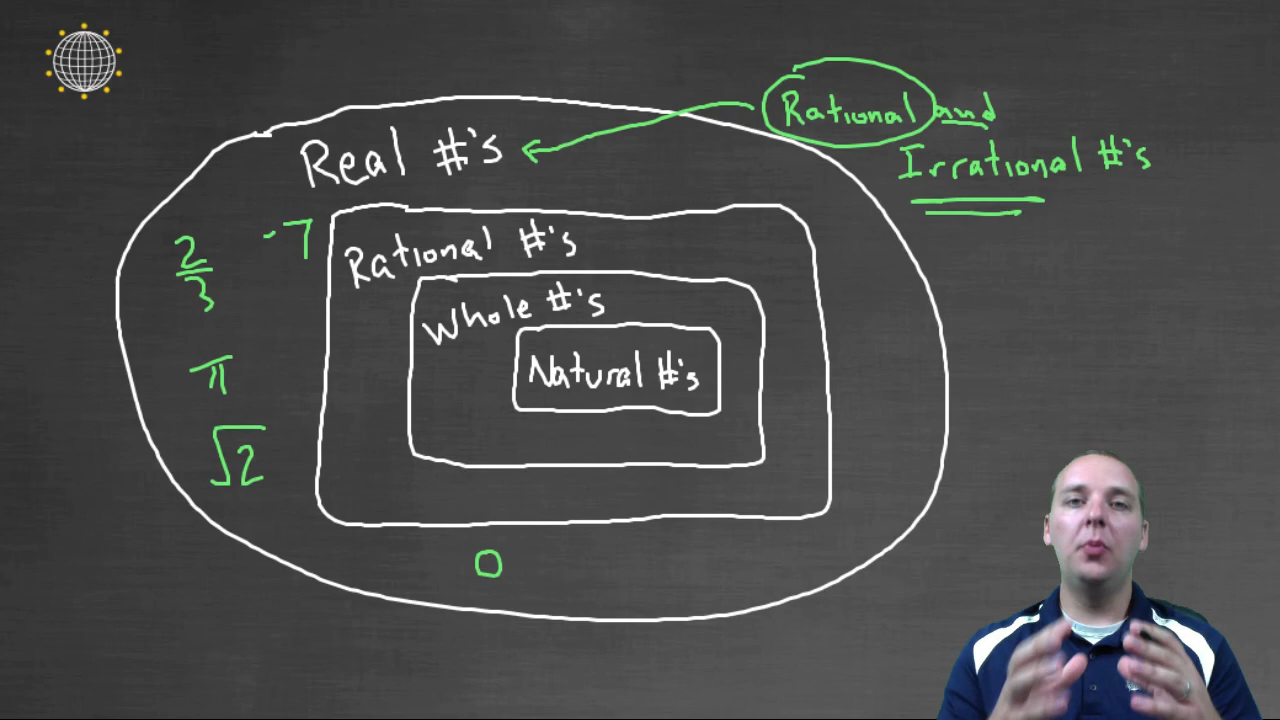 Rational and
Irrational #'s
Real #'s
Rational #'s
Whole #'s
Natural #'s
2/3
-7
π
√2
0